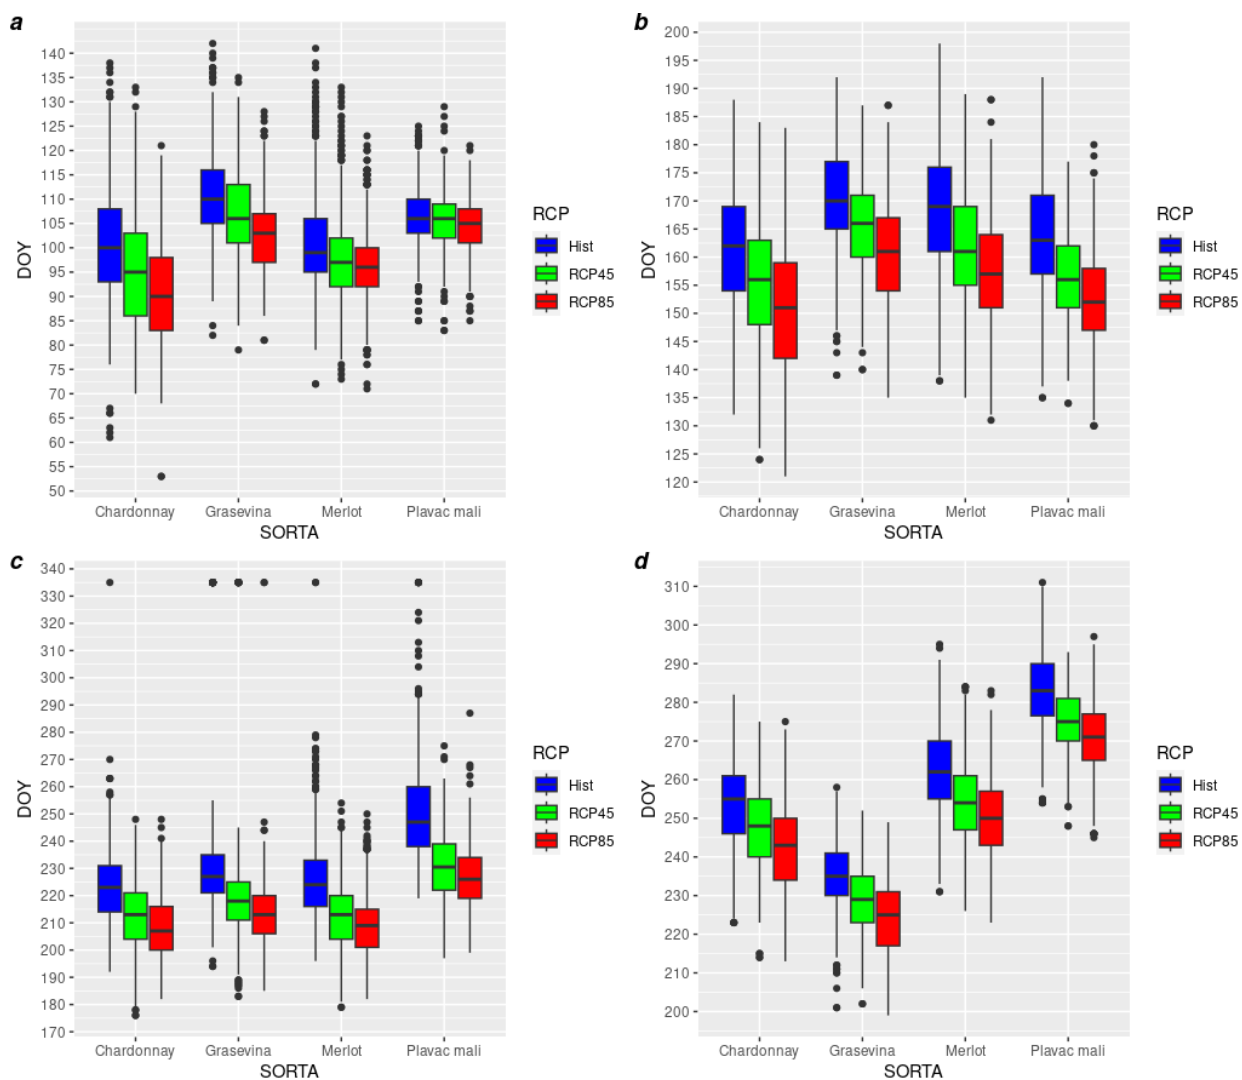 a
140
135
130
125
120
115
110
105
100
95
90
85
80
75
70
65
60
55
50
DOY
Chardonnay Grasevina Merlot Plavac mali
SORTA
RCP
Hist
RCP45
RCP85
b
200
195
190
185
180
175
170
165
160
155
150
145
140
135
130
125
120
DOY
Chardonnay Grasevina Merlot Plavac mali
SORTA
RCP
Hist
RCP45
RCP85
c
340
330
320
310
300
290
280
270
260
250
240
230
220
210
200
190
180
170
DOY
Chardonnay Grasevina Merlot Plavac mali
SORTA
RCP
Hist
RCP45
RCP85
d
310
300
290
280
270
260
250
240
230
220
210
200
DOY
Chardonnay Grasevina Merlot Plavac mali
SORTA
RCP
Hist
RCP45
RCP85